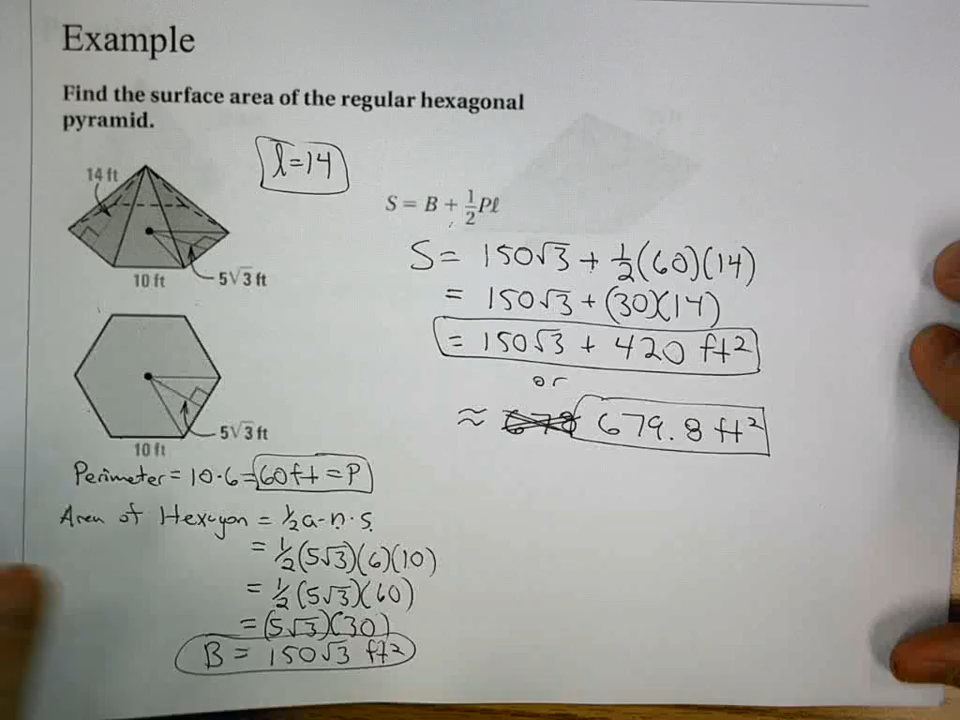 Example
Find the surface area of the regular hexagonal
pyramid.
14 ft
l=14
10 ft
5√3 ft
S = B + 1/2 Pℓ
S = 150√3 + 1/2(60)(14)
= 150√3 + (30)(14)
= 150√3 + 420 ft²
or
≈ 679.8 ft²
5√3 ft
10 ft
Perimeter = 10·6 = 60ft = P
Area of Hexagon = 1/2 a·n·s
= 1/2 (5√3)(6)(10)
= 1/2 (5√3)(60)
= (5√3)(30)
B = 150√3 ft²